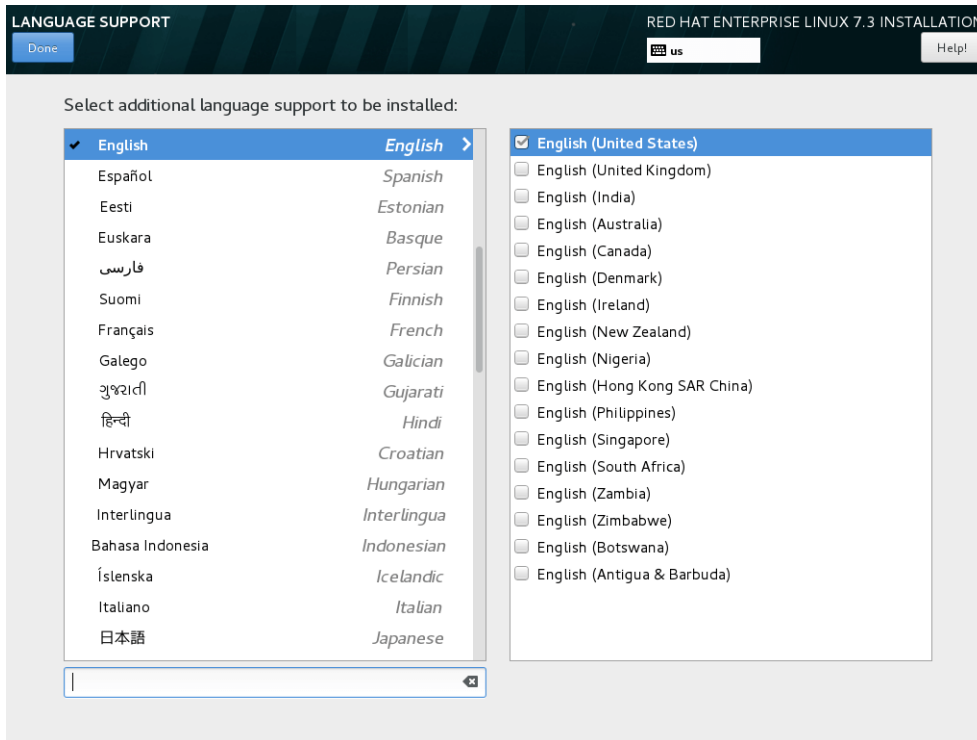 LANGUAGE SUPPORT
RED HAT ENTERPRISE LINUX 7.3 INSTALLATION
Done
us
Help!
Select additional language support to be installed:
English English
Español Spanish
Eesti Estonian
Euskara Basque
فارسی Persian
Suomi Finnish
Français French
Galego Galician
ગુજરાતી Gujarati
हिन्दी Hindi
Hrvatski Croatian
Magyar Hungarian
Interlingua Interlingua
Bahasa Indonesia Indonesian
Íslenska Icelandic
Italiano Italian
日本語 Japanese
English (United States)
English (United Kingdom)
English (India)
English (Australia)
English (Canada)
English (Denmark)
English (Ireland)
English (New Zealand)
English (Nigeria)
English (Hong Kong SAR China)
English (Philippines)
English (Singapore)
English (South Africa)
English (Zambia)
English (Zimbabwe)
English (Botswana)
English (Antigua & Barbuda)